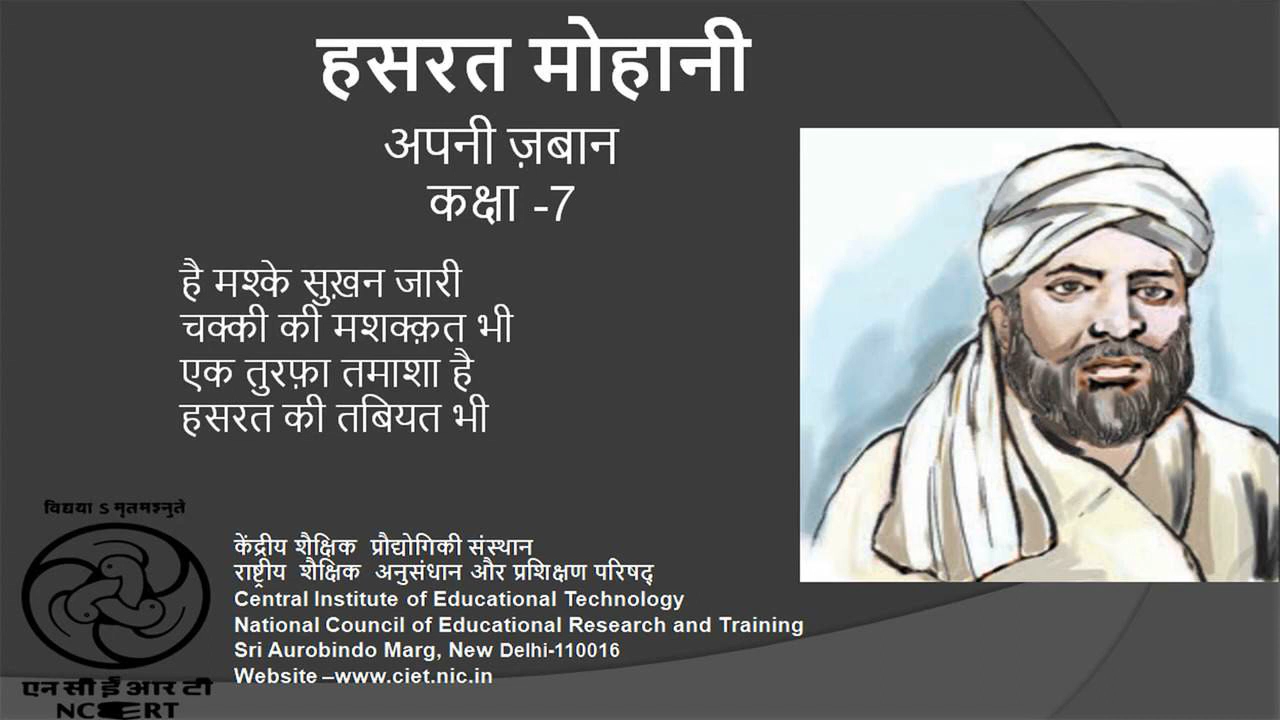 हसरत मोहानी
अपनी ज़बान
कक्षा -7
है मश्के सुख़न जारी
चक्की की मशक्क़त भी
एक तुरफ़ा तमाशा है
हसरत की तबियत भी
विद्यया ऽ मृतमश्नुते
एन सी ई आर टी
NCERT
केंद्रीय शैक्षिक प्रौद्योगिकी संस्थान
राष्ट्रीय शैक्षिक अनुसंधान और प्रशिक्षण परिषद्
Central Institute of Educational Technology
National Council of Educational Research and Training
Sri Aurobindo Marg, New Delhi-110016
Website –www.ciet.nic.in